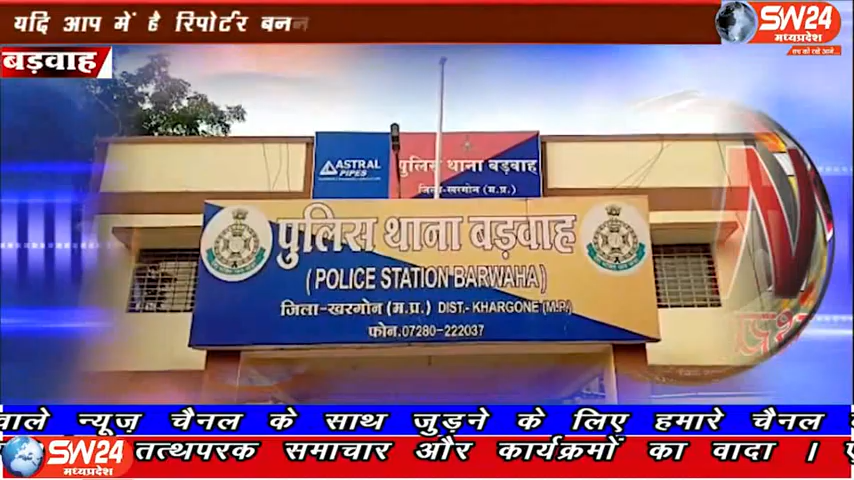 यदि आप में है रिपोर्टर बनन
SW24
मध्यप्रदेश
बड़वाह
ASTRAL
PIPES
पुलिस थाना बड़वाह
जिला-खरगोन (म.प्र.)
पुलिस थाना बड़वाह
(POLICE STATION BARWAHA)
जिला-खरगोन (म.प्र.) DIST.- KHARGONE (M.P.)
फोन.07280-222037
वाले न्यूज़ चैनल के साथ जुड़ने के लिए हमारे चैनल
SW24
मध्यप्रदेश
तत्थपरक समाचार और कार्यक्रमों का वादा ।